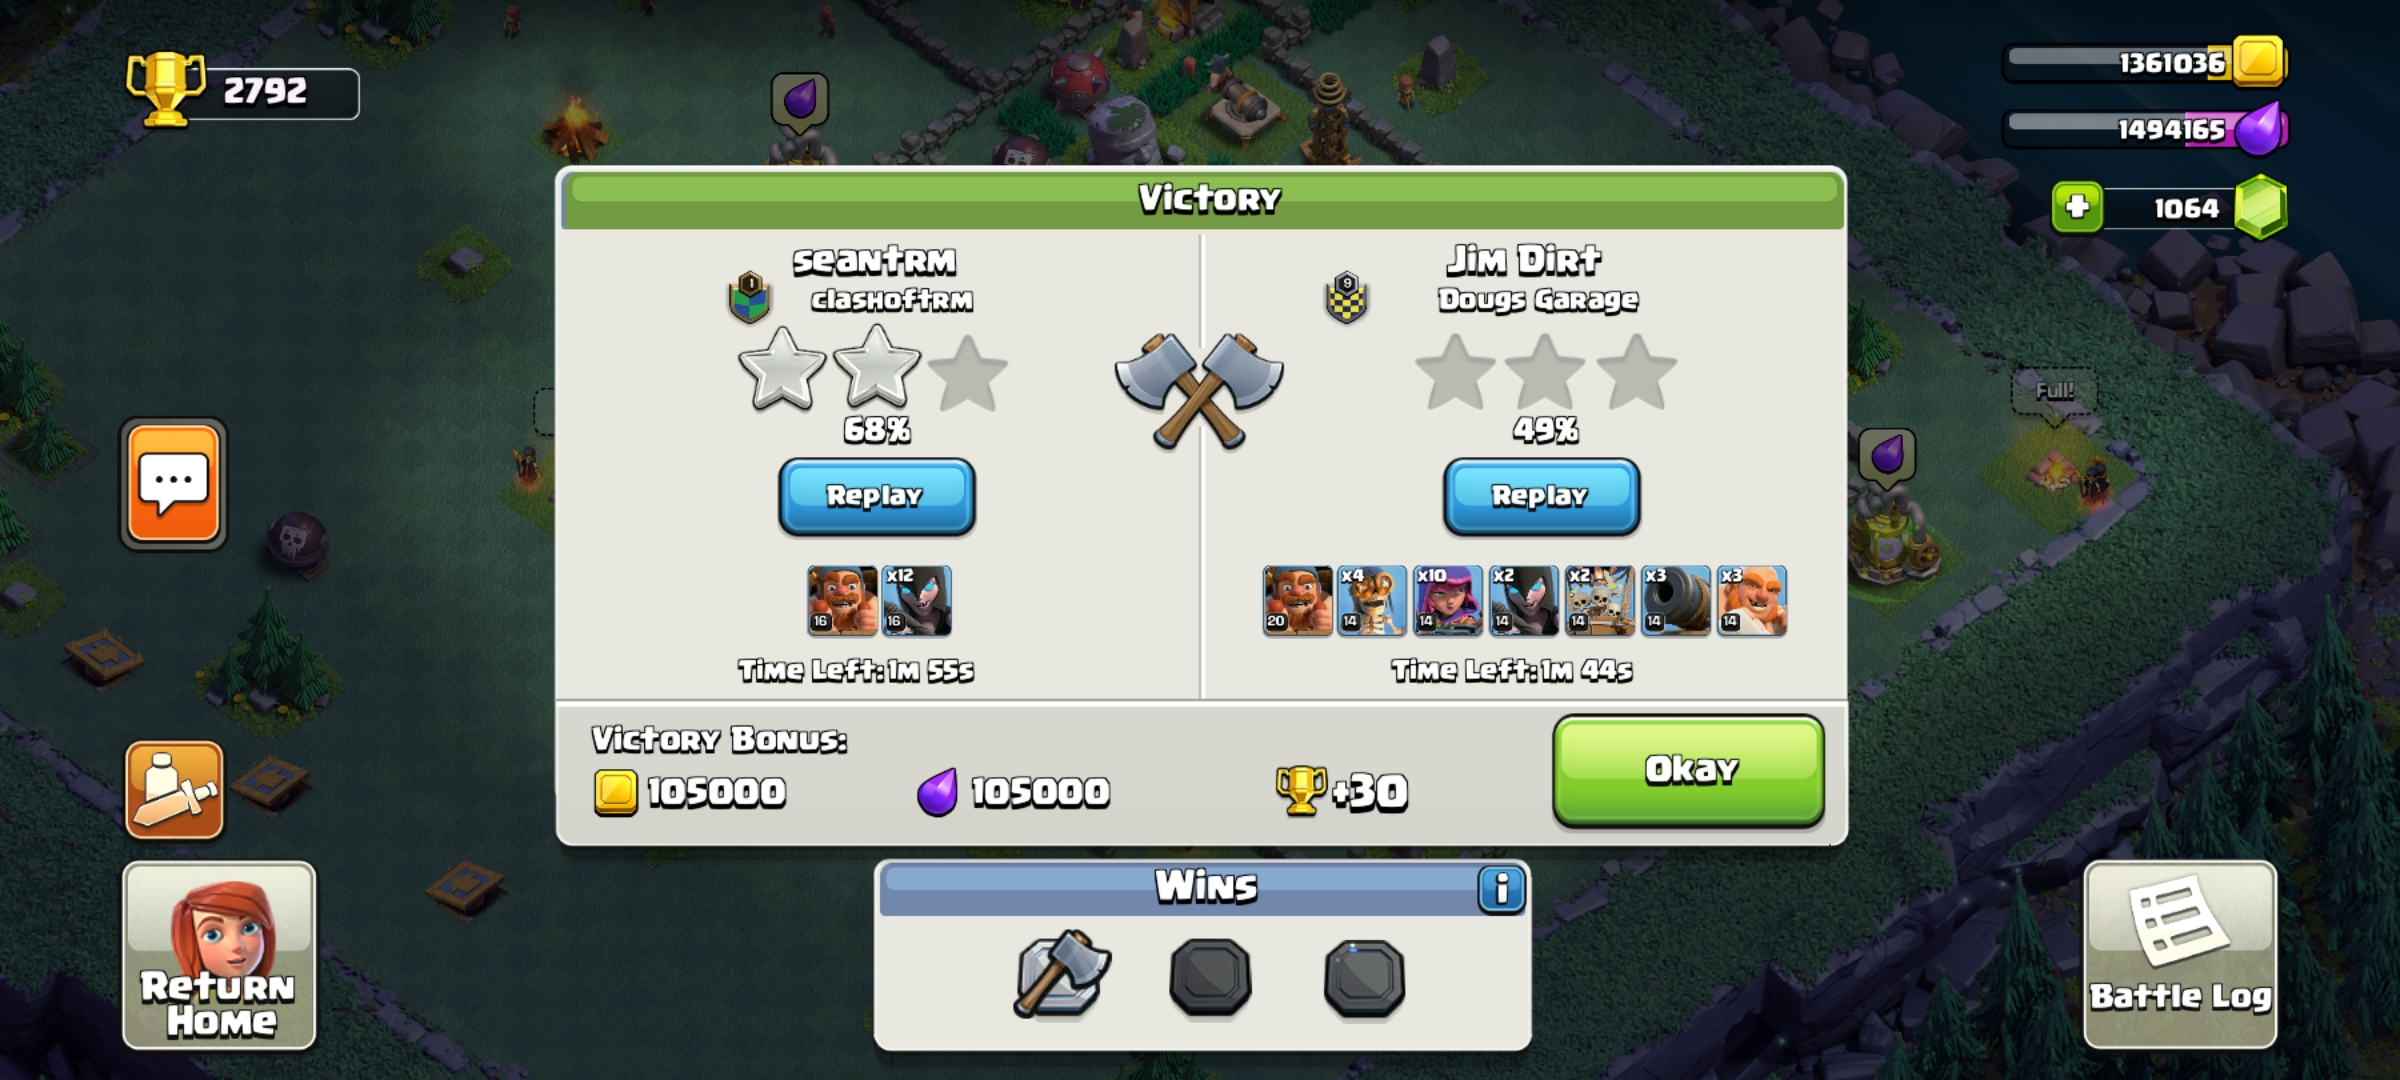 2792
1361036
1494165
1064
Victory
seantrm
1
clashoftrm
68%
Replay
x12
16
16
Time Left: 1m 55s
Jim Dirt
9
Dougs Garage
49%
Replay
x4
x10
x2
x2
x3
x3
20
14
14
14
14
14
14
Time Left: 1m 44s
Full!
Victory Bonus:
105000
105000
+30
Okay
Wins
i
Return
Home
Battle Log